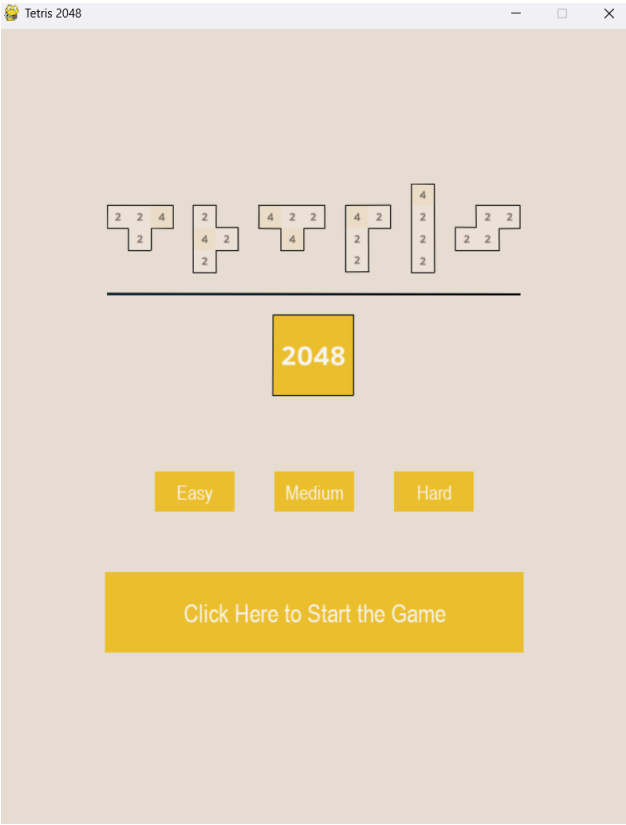 Tetris 2048
4
2 2 4 2 4 2 2 4 2 2 2 2
2 4 2 4 2 2 2 2
2 2 2
2048
Easy Medium Hard
Click Here to Start the Game